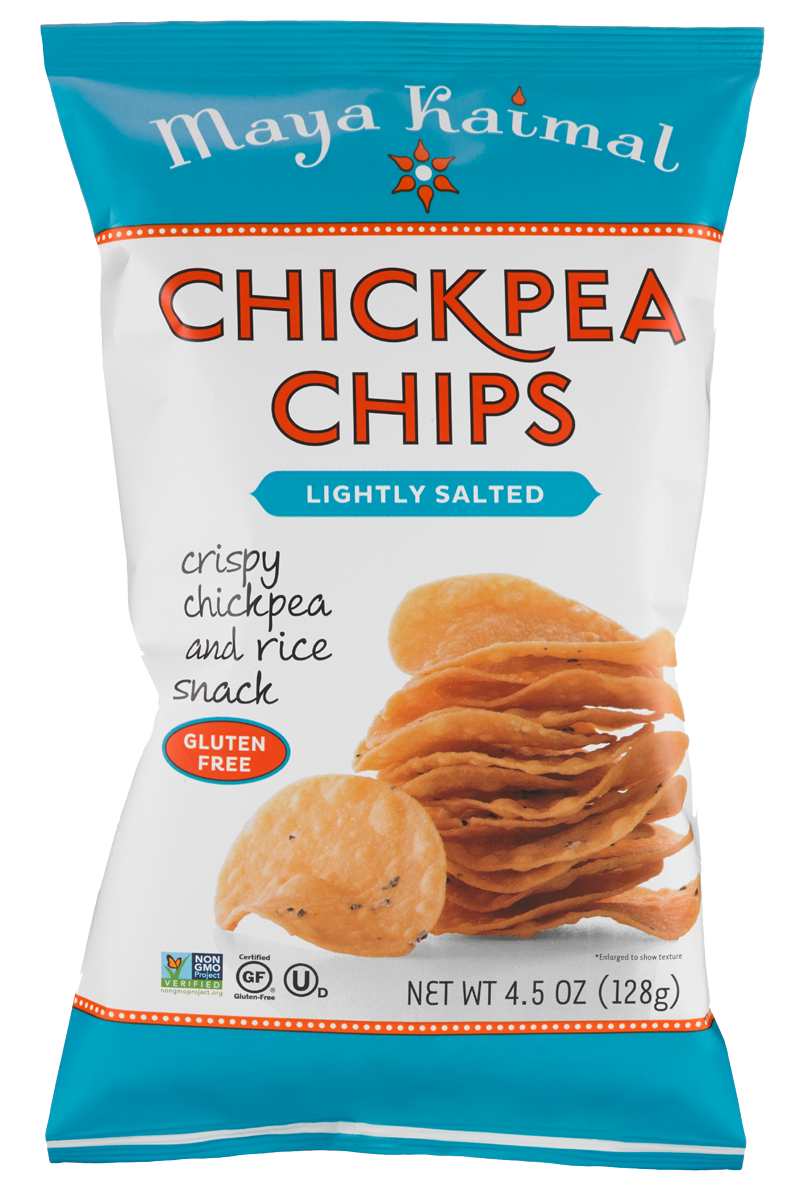 Maya Kaimal
CHICKPEA
CHIPS
LIGHTLY SALTED
crispy
chickpea
and rice
snack
GLUTEN
FREE
*Enlarged to show texture
NON
GMO
Project
VERIFIED
nongmoproject.org
Certified
GF
®
Gluten-Free
U D
NET WT 4.5 OZ (128g)